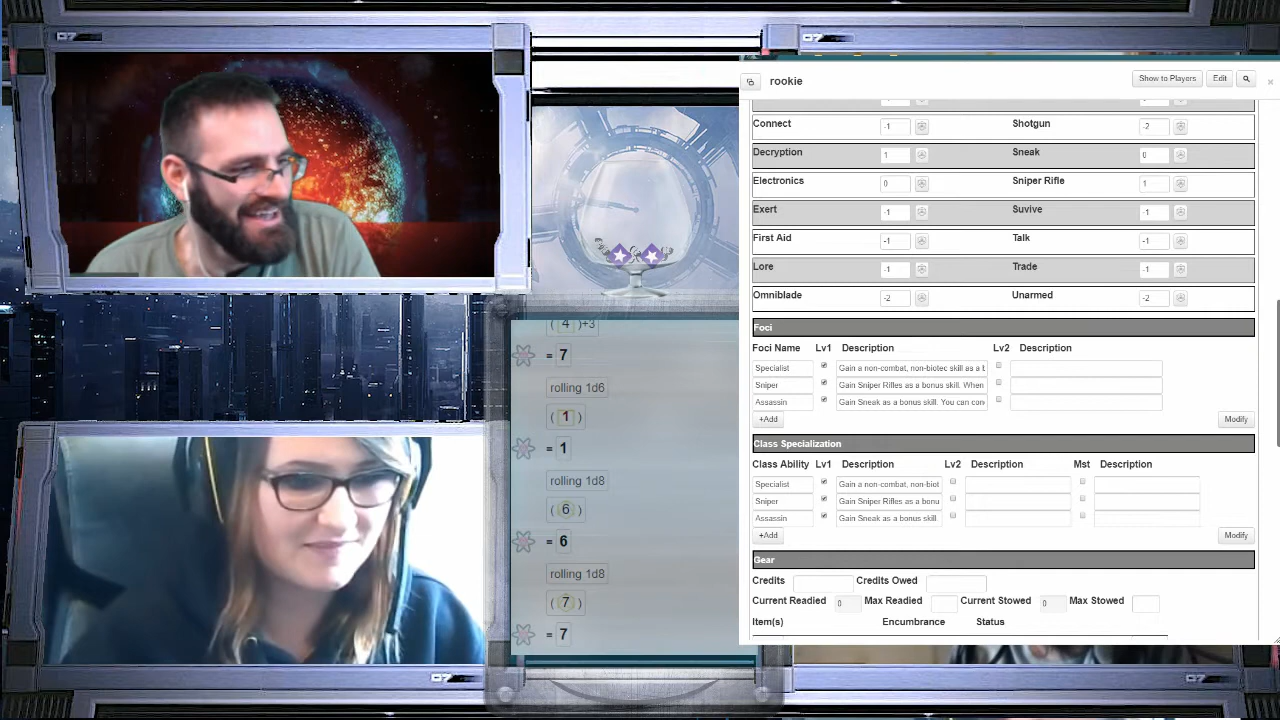 07
07
rookie
Show to Players
Edit
Connect -1 Shotgun -2
Decryption 1 Sneak 0
Electronics 0 Sniper Rifle 1
Exert -1 Suvive -1
First Aid -1 Talk -1
Lore -1 Trade -1
Omniblade -2 Unarmed -2
Foci
Foci Name Lv1 Description Lv2 Description
Specialist Gain a non-combat, non-biotec skill as a b
Sniper Gain Sniper Rifles as a bonus skill. When
Assassin Gain Sneak as a bonus skill. You can con
+Add Modify
Class Specialization
Class Ability Lv1 Description Lv2 Description Mst Description
Specialist Gain a non-combat, non-biot
Sniper Gain Sniper Rifles as a bonu
Assassin Gain Sneak as a bonus skill.
+Add Modify
Gear
Credits Credits Owed
Current Readied 0 Max Readied Current Stowed 0 Max Stowed
Item(s) Encumbrance Status
(4)+3
= 7
rolling 1d6
(1)
= 1
rolling 1d8
(6)
= 6
rolling 1d8
(7)
= 7
07
07